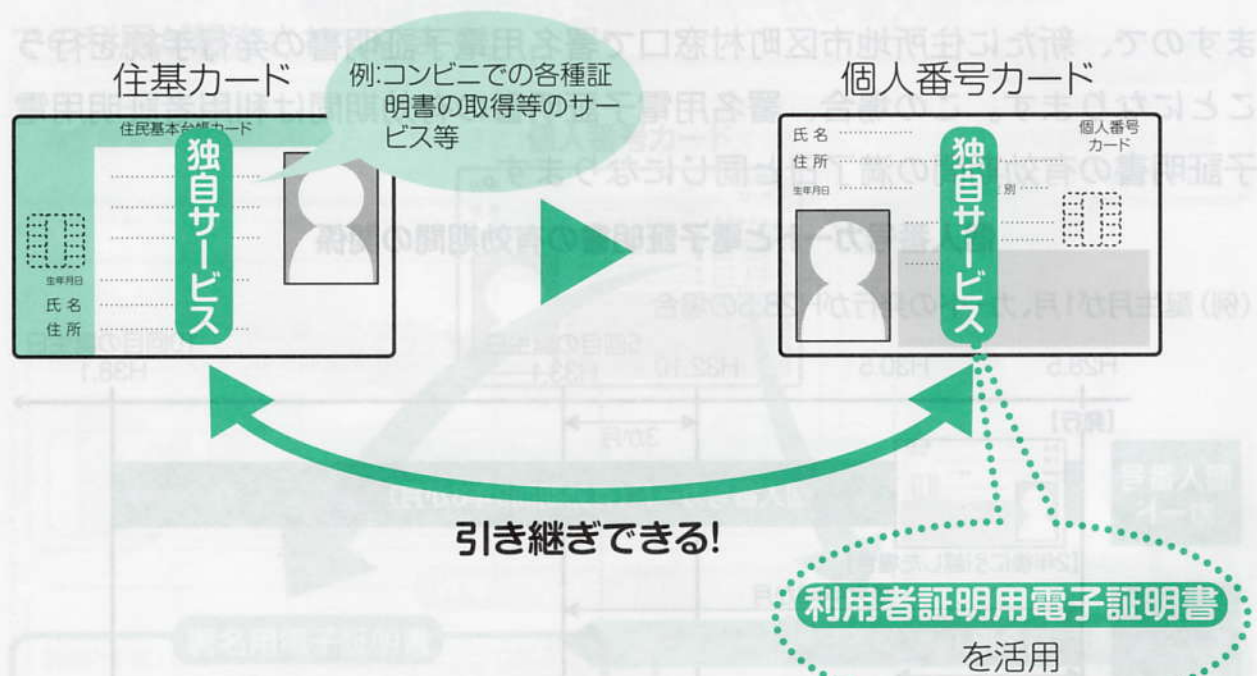 住基カード
例:コンビニでの各種証
明書の取得等のサー
ビス等
個人番号カード
住民基本台帳カード
独自サービス
生年月日
氏名
住所
氏名
住所
生年月日
別
個人番号
カード
独自サービス
引き継ぎできる!
利用者証明用電子証明書
を活用